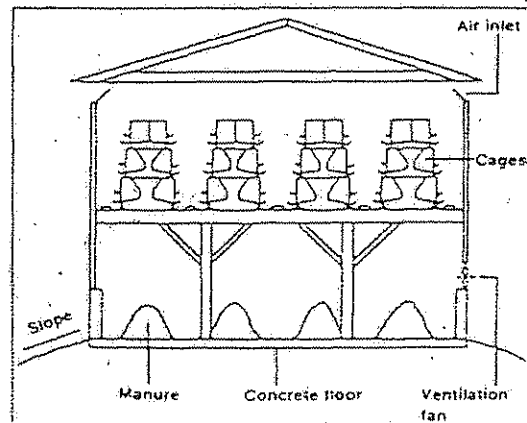 Air inlet
Cages
Slope
Manure
Concrete floor
Ventilation
fan